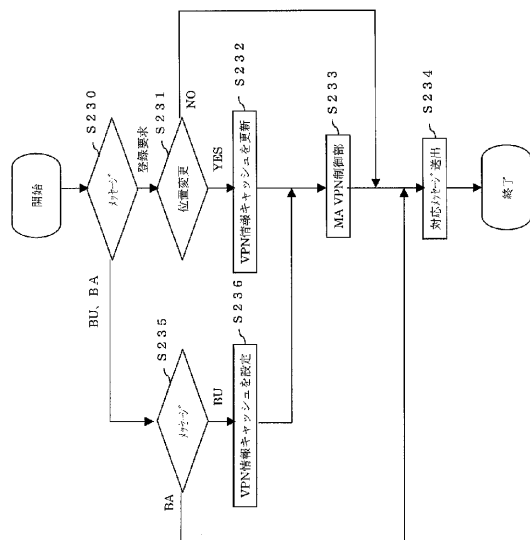 開始
S230
メッセージ
BU、BA
登録要求
S231
位置変更
NO
YES
S232
VPN情報キャッシュを更新
S235
メッセージ
BA
BU
S236
VPN情報キャッシュを設定
S233
MA VPN制御部
S234
対応メッセージ送出
終了